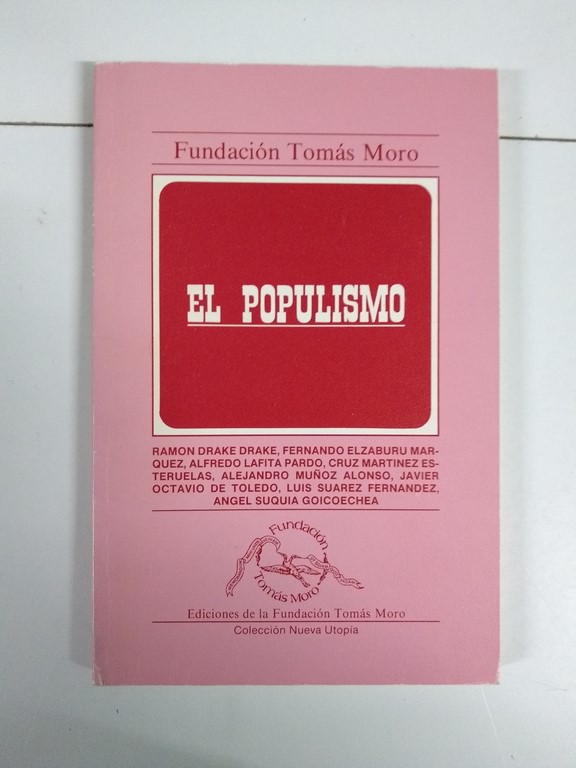 Fundación Tomás Moro
EL POPULISMO
RAMON DRAKE DRAKE, FERNANDO ELZABURU MAR-
QUEZ, ALFREDO LAFITA PARDO, CRUZ MARTINEZ ES-
TERUELAS, ALEJANDRO MUÑOZ ALONSO, JAVIER
OCTAVIO DE TOLEDO, LUIS SUAREZ FERNANDEZ,
ANGEL SUQUIA GOICOECHEA
Fundación
Tomás Moro
Ediciones de la Fundación Tomás Moro
Colección Nueva Utopía